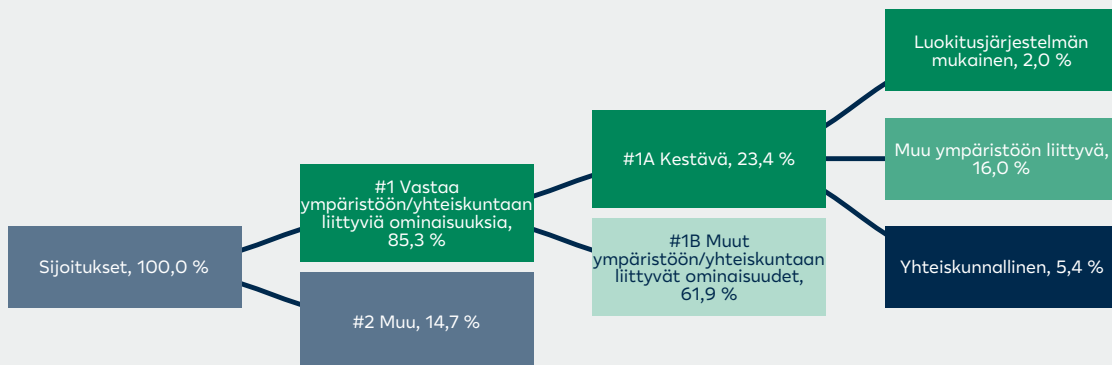 Sijoitukset, 100,0 %
#1 Vastaa
ympäristöön/yhteiskuntaan
liittyviä ominaisuuksia,
85,3 %
#2 Muu, 14,7 %
#1A Kestävä, 23,4 %
#1B Muut
ympäristöön/yhteiskuntaan
liittyvät ominaisuudet,
61,9 %
Luokitusjärjestelmän
mukainen, 2,0 %
Muu ympäristöön liittyvä,
16,0 %
Yhteiskunnallinen, 5,4 %